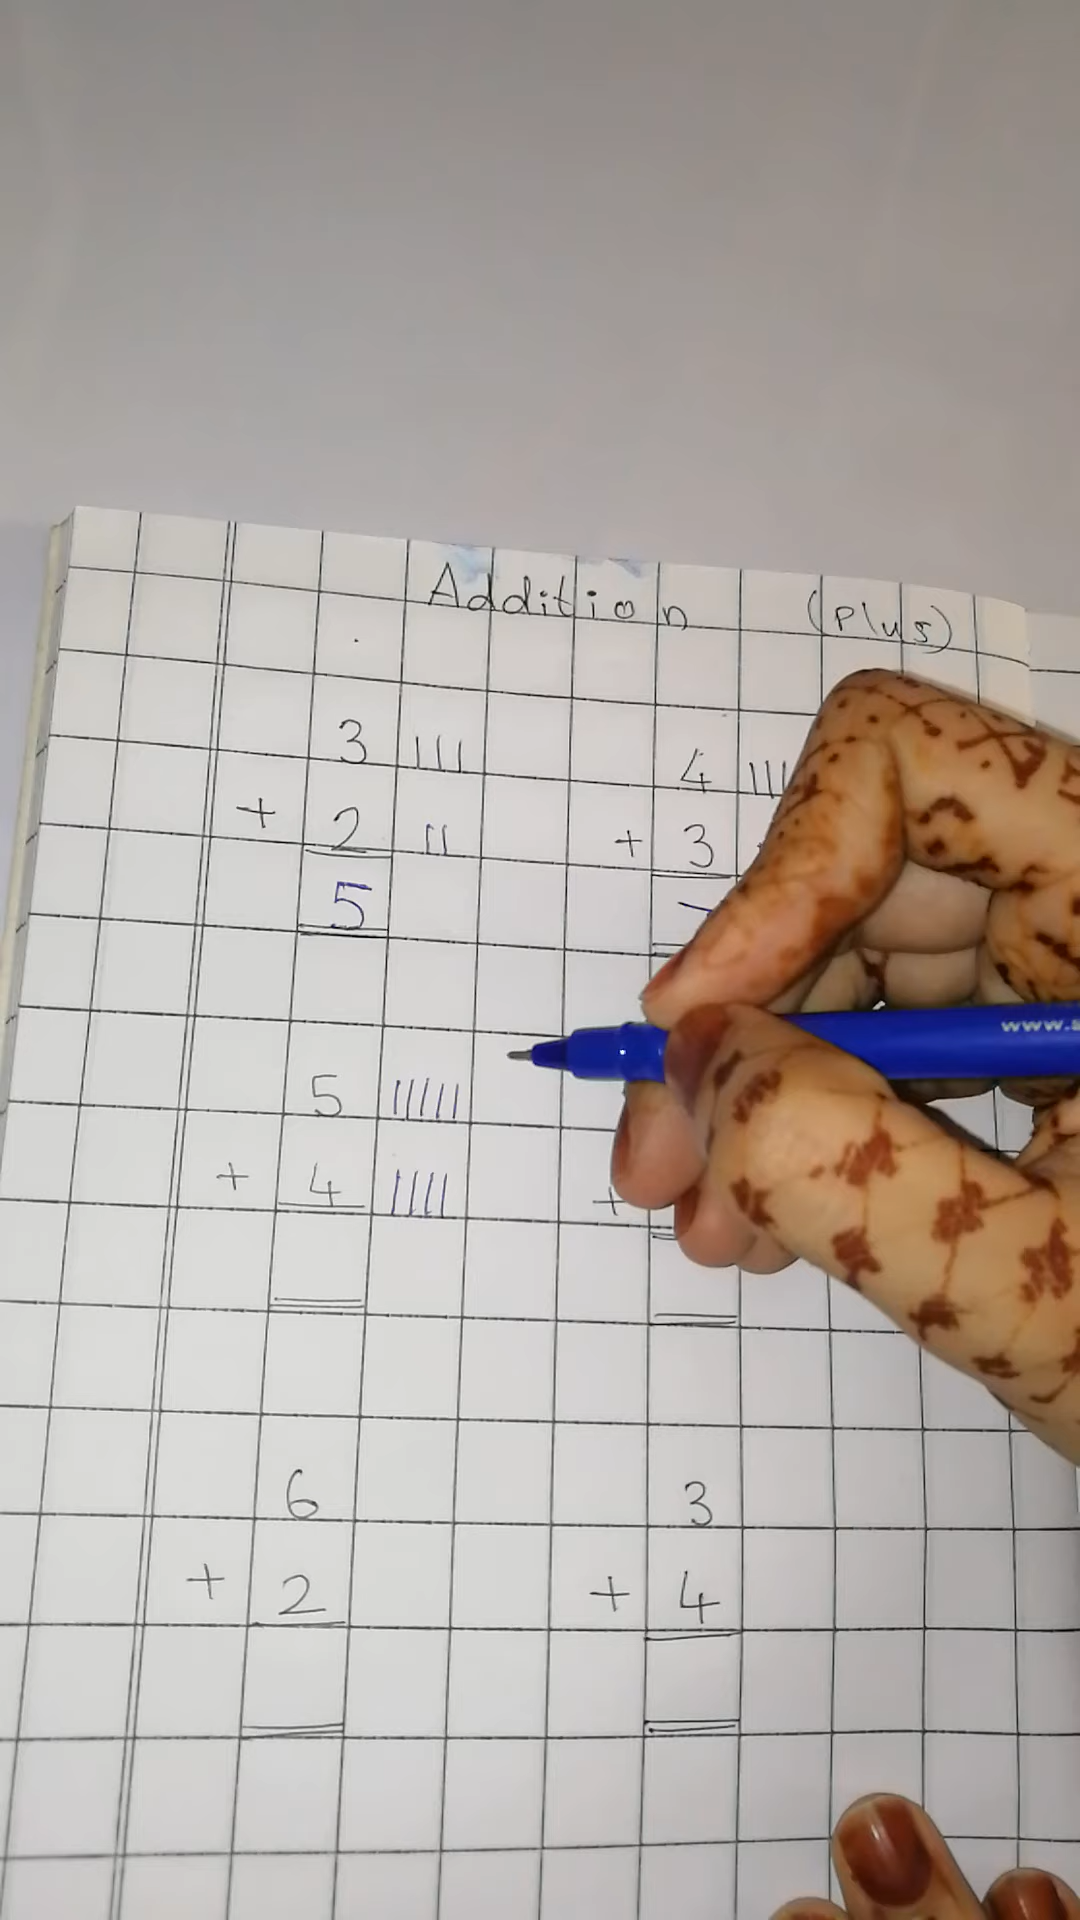 Addition (Plus)
3 ||| 4 |||
+ 2 || + 3
5
5 |||||
+ 4 |||| +
6 3
+ 2 + 4
www.s